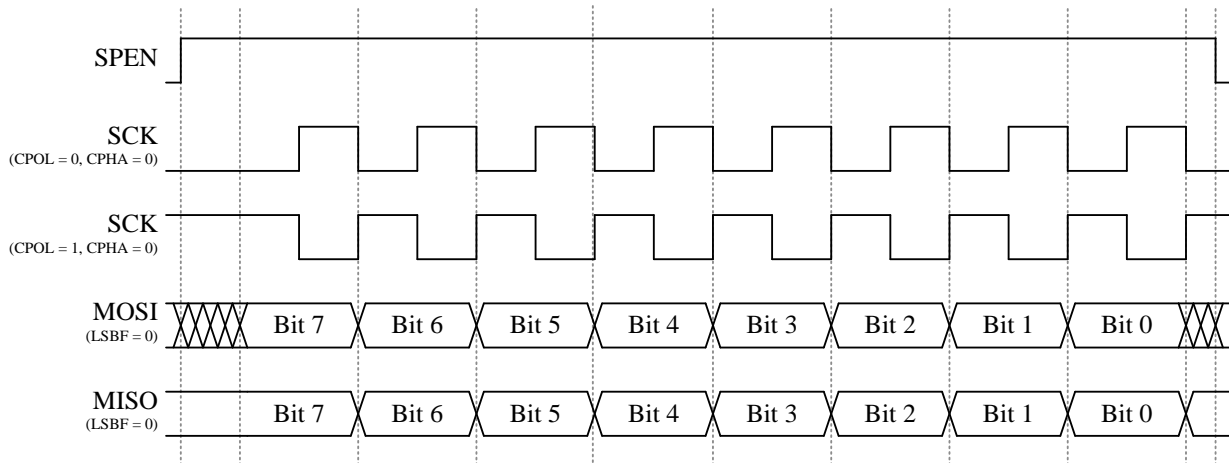 SPEN
SCK
(CPOL = 0, CPHA = 0)
SCK
(CPOL = 1, CPHA = 0)
MOSI
(LSBF = 0)
Bit 7 Bit 6 Bit 5 Bit 4 Bit 3 Bit 2 Bit 1 Bit 0
MISO
(LSBF = 0)
Bit 7 Bit 6 Bit 5 Bit 4 Bit 3 Bit 2 Bit 1 Bit 0